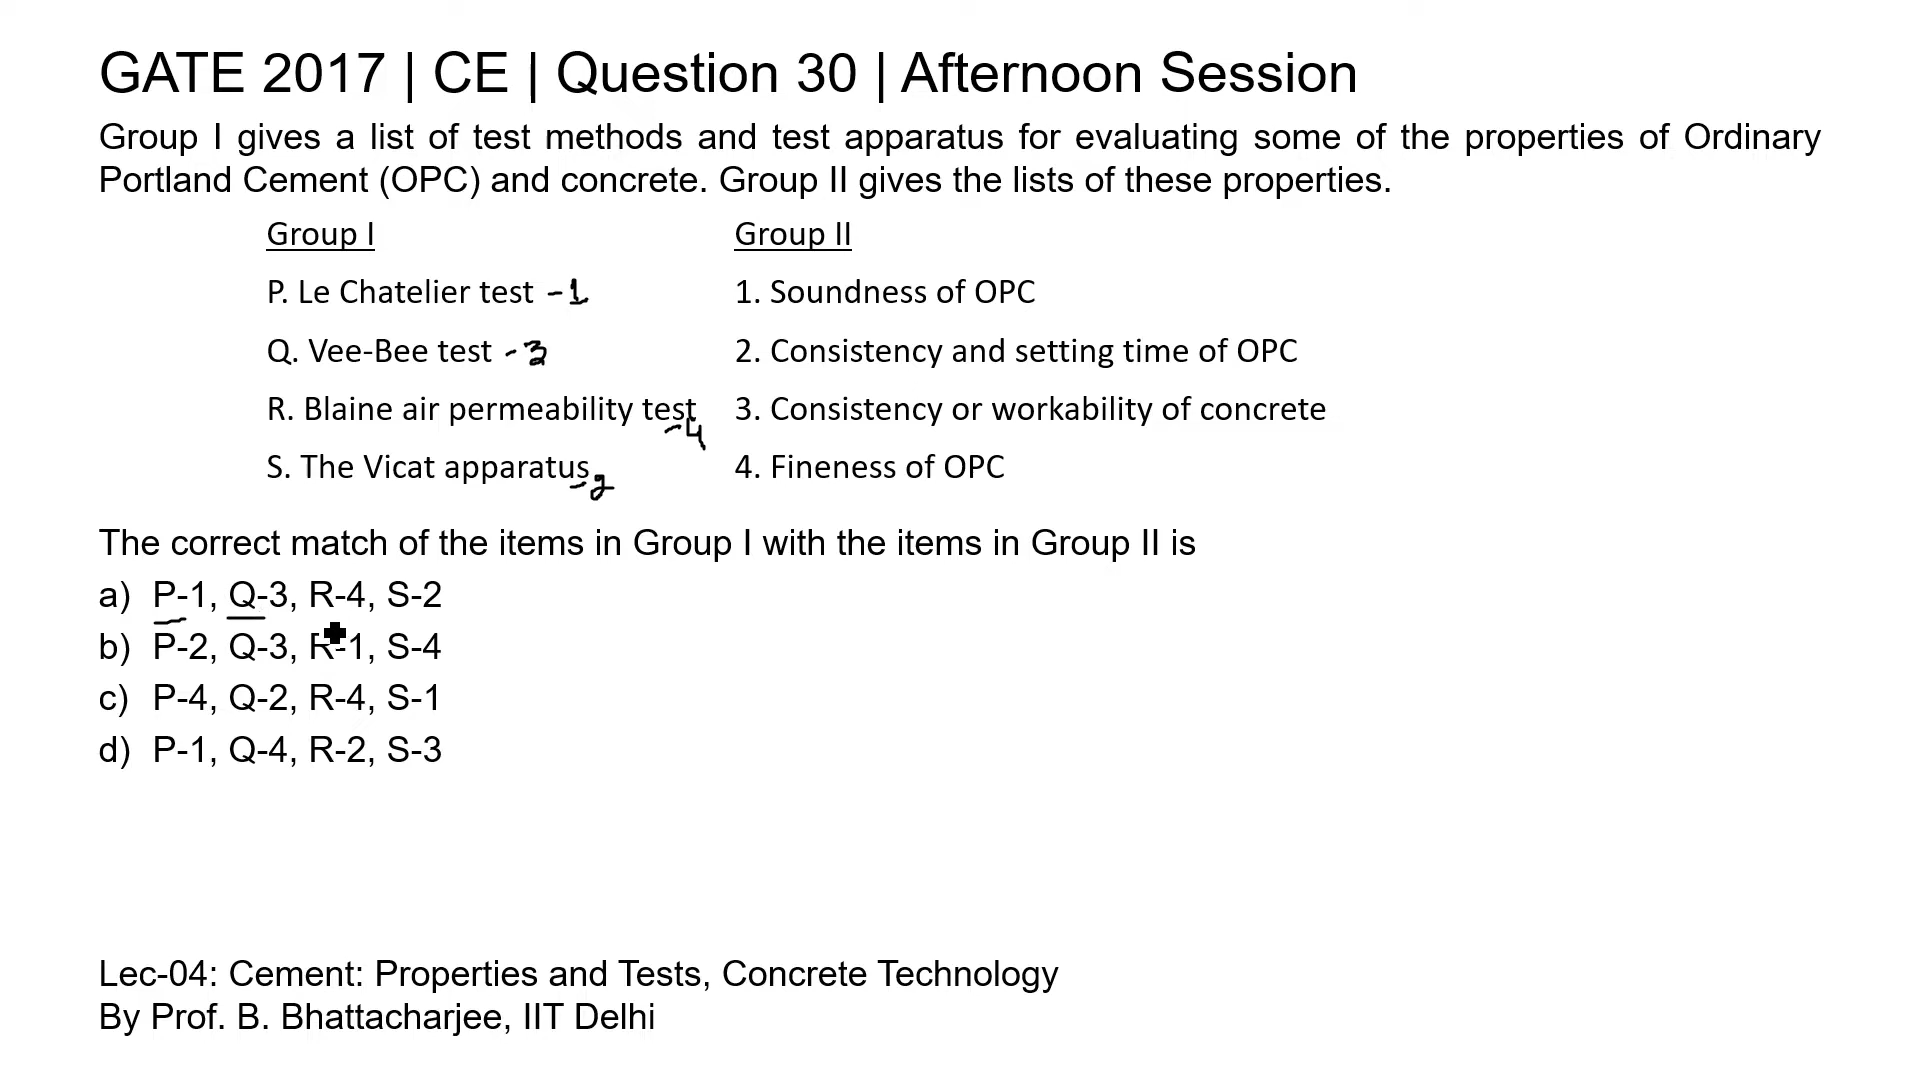 GATE 2017 | CE | Question 30 | Afternoon Session
Group I gives a list of test methods and test apparatus for evaluating some of the properties of Ordinary
Portland Cement (OPC) and concrete. Group II gives the lists of these properties.
Group I Group II
P. Le Chatelier test -1 1. Soundness of OPC
Q. Vee-Bee test -3 2. Consistency and setting time of OPC
R. Blaine air permeability test -4 3. Consistency or workability of concrete
S. The Vicat apparatus -2 4. Fineness of OPC
The correct match of the items in Group I with the items in Group II is
a) P-1, Q-3, R-4, S-2
b) P-2, Q-3, R-1, S-4
c) P-4, Q-2, R-4, S-1
d) P-1, Q-4, R-2, S-3
Lec-04: Cement: Properties and Tests, Concrete Technology
By Prof. B. Bhattacharjee, IIT Delhi